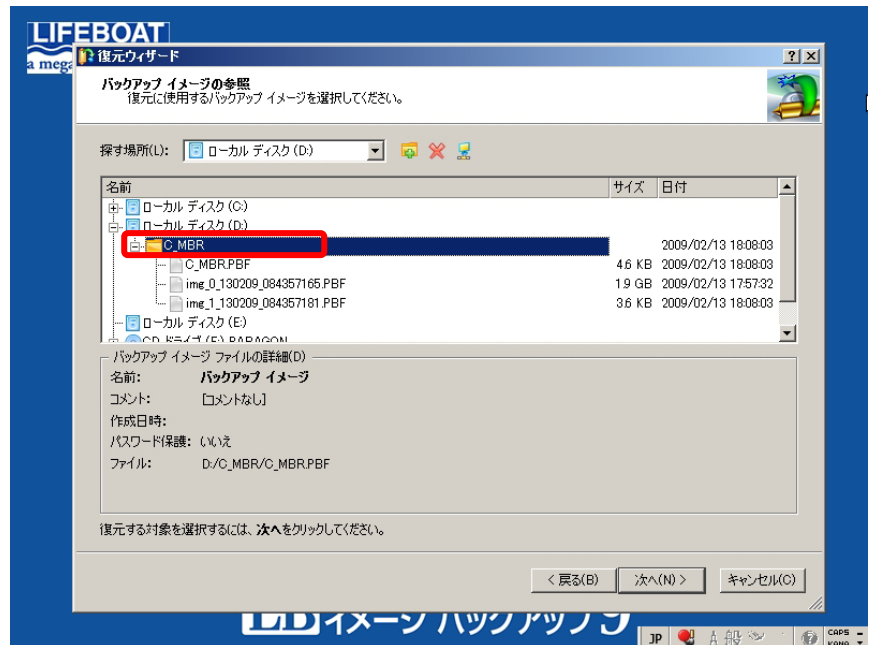 LIFEBOAT
a mega
復元ウィザード
バックアップ イメージの参照
復元に使用するバックアップ イメージを選択してください。
探す場所(L): ローカル ディスク (D:)
名前 サイズ 日付
ローカル ディスク (C:)
ローカル ディスク (D:)
C_MBR 2009/02/13 18:08:03
C_MBR.PBF 4.6 KB 2009/02/13 18:08:03
img_0_130209_084357165.PBF 1.9 GB 2009/02/13 17:57:32
img_1_130209_084357181.PBF 3.6 KB 2009/02/13 18:08:03
ローカル ディスク (E:)
CD ドライブ (F:) PARAGON
バックアップ イメージ ファイルの詳細(D)
名前: バックアップ イメージ
コメント: [コメントなし]
作成日時:
パスワード保護: いいえ
ファイル: D:/C_MBR/C_MBR.PBF
復元する対象を選択するには、次へをクリックしてください。
< 戻る(B) 次へ(N) > キャンセル(C)
LB イメージ バックアップ 9
JP A 般 CAPS
KANA